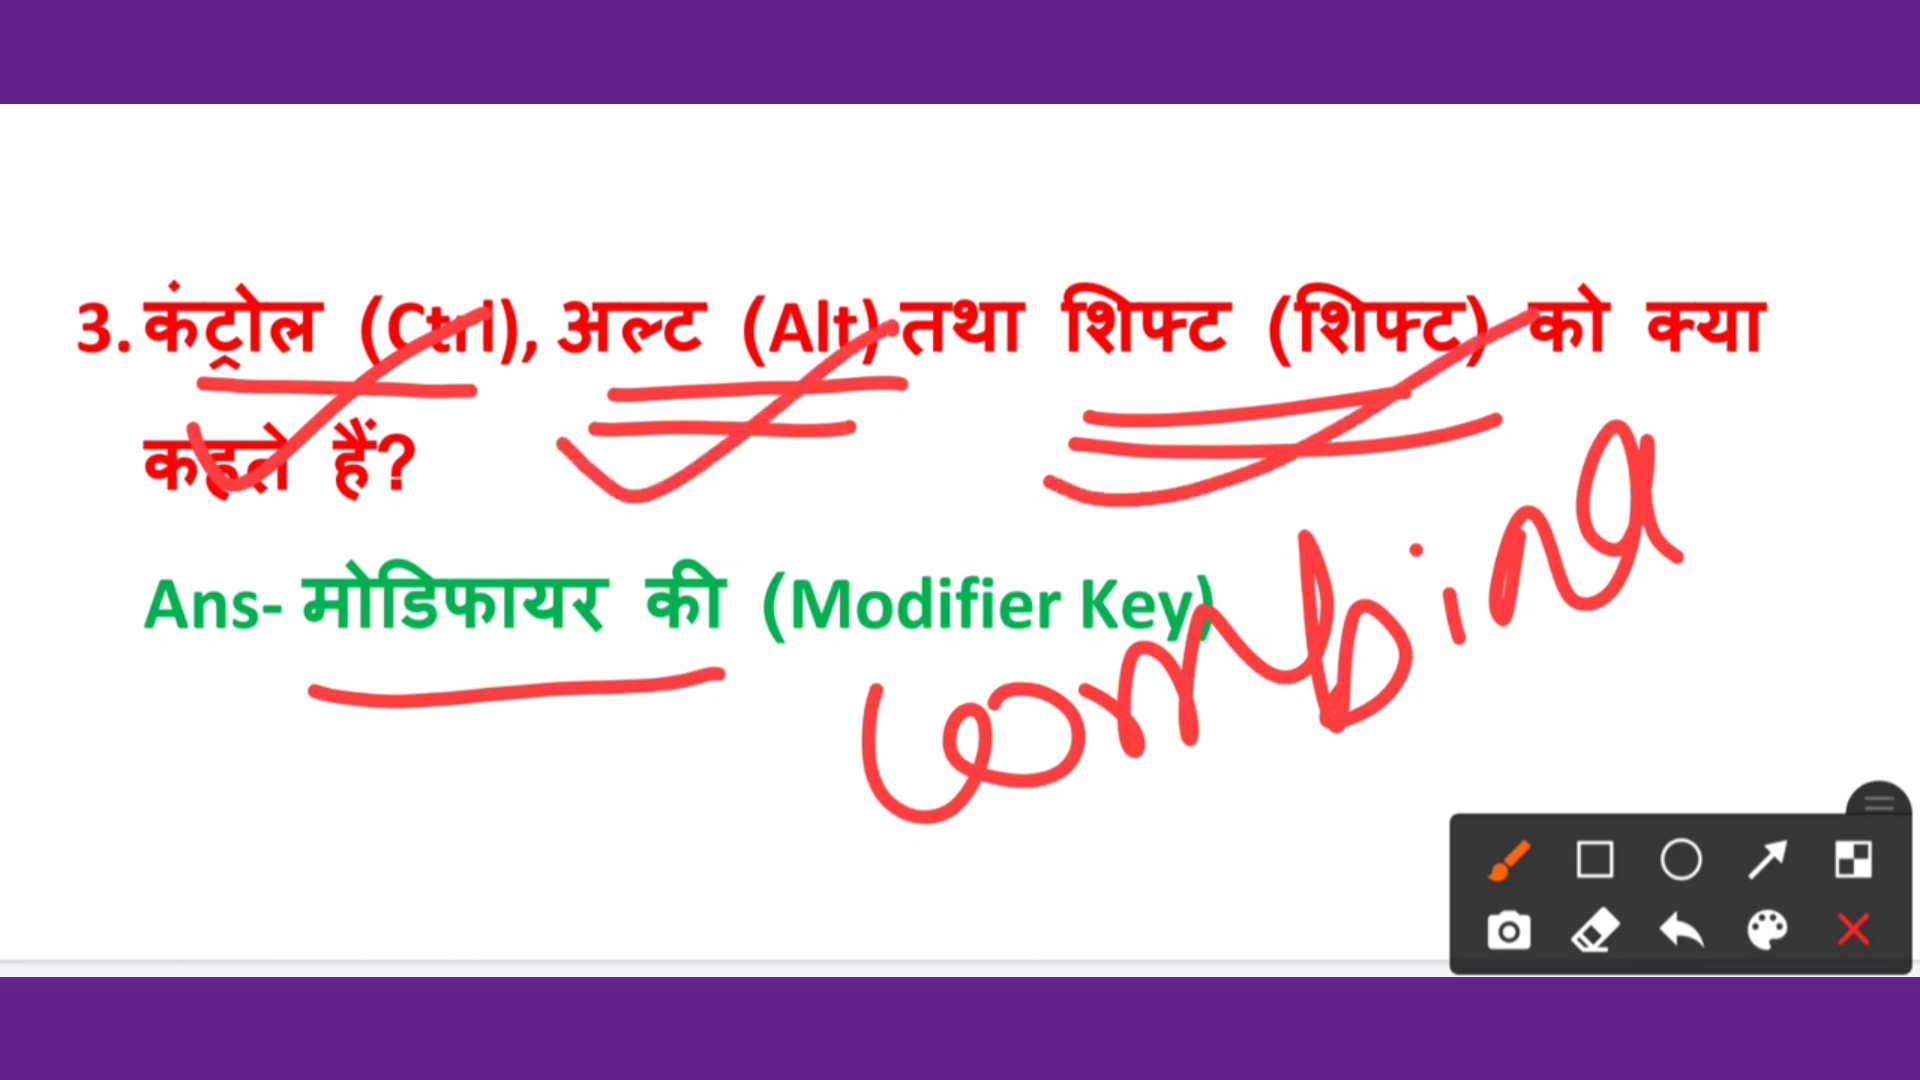 3. कंट्रोल (Ctrl), अल्ट (Alt) तथा शिफ्ट (शिफ्ट) को क्या
कहते हैं?
Ans- मोडिफायर की (Modifier Key)
combina